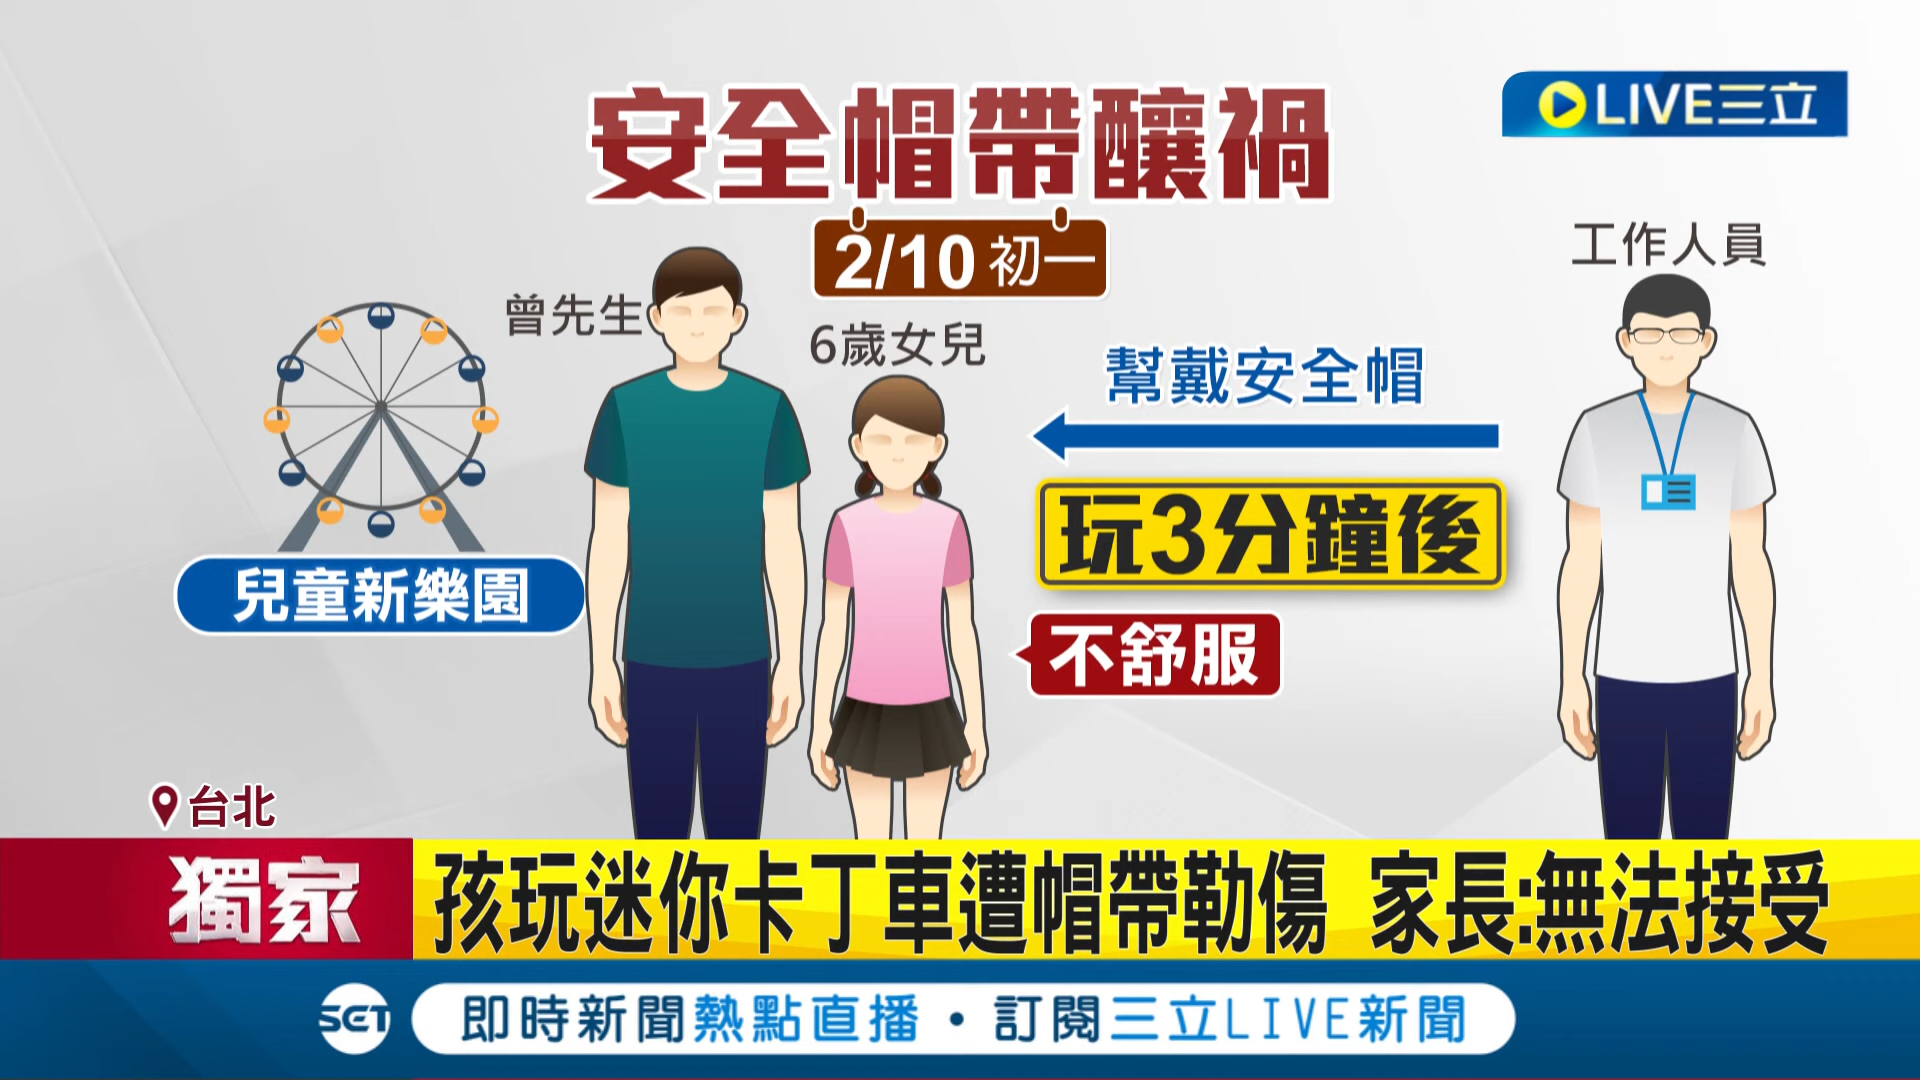 安全帽帶釀禍
LIVE三立
2/10 初一
工作人員
曾先生
6歲女兒
幫戴安全帽
玩3分鐘後
兒童新樂園
不舒服
台北
獨家
孩玩迷你卡丁車遭帽帶勒傷 家長:無法接受
SET
即時新聞熱點直播・訂閱三立LIVE新聞